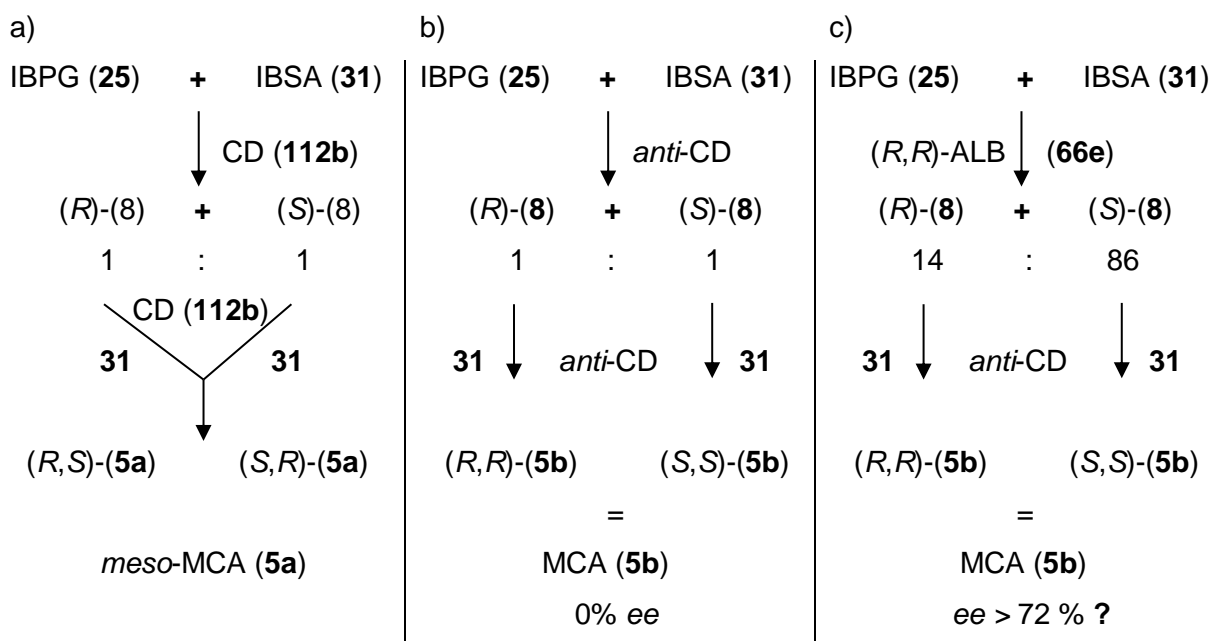 a)
IBPG (25) + IBSA (31)
CD (112b)
(R)-(8) + (S)-(8)
1 : 1
CD (112b)
31 31
(R,S)-(5a) (S,R)-(5a)
meso-MCA (5a)
b)
IBPG (25) + IBSA (31)
anti-CD
(R)-(8) + (S)-(8)
1 : 1
31 anti-CD 31
(R,R)-(5b) (S,S)-(5b)
=
MCA (5b)
0% ee
c)
IBPG (25) + IBSA (31)
(R,R)-ALB (66e)
(R)-(8) + (S)-(8)
14 : 86
31 anti-CD 31
(R,R)-(5b) (S,S)-(5b)
=
MCA (5b)
ee > 72 % ?